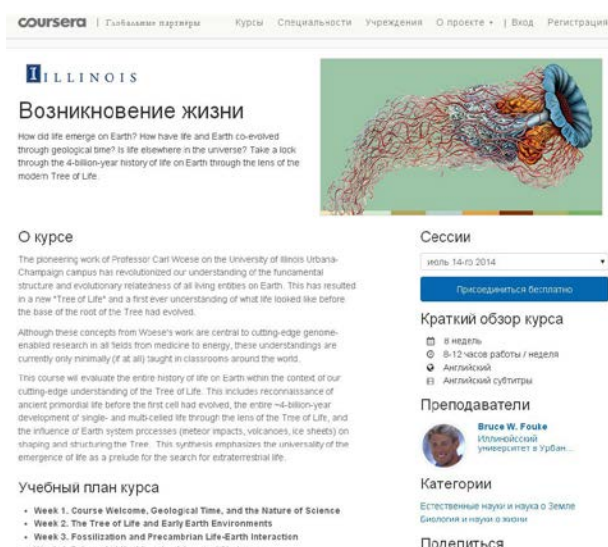 coursera | Глобальные партнеры Курсы Специальности Учреждения О проекте | Вход Регистрация
I ILLINOIS
Возникновение жизни
How did life emerge on Earth? How have life and Earth co-evolved
through geological time? Is life elsewhere in the universe? Take a look
through the 4-billion-year history of life on Earth through the lens of the
modern Tree of Life.
О курсе
The pioneering work of Professor Carl Woese on the University of Illinois Urbana-
Champaign campus has revolutionized our understanding of the fundamental
structure and evolutionary relatedness of all living entities on Earth. This has resulted
in a new "Tree of Life" and a first ever understanding of what life looked like before
the base of the root of the Tree had evolved.
Although these concepts from Woese's work are central to cutting-edge genome-
enabled research in all fields from medicine to energy, these understandings are
currently only minimally (if at all) taught in classrooms around the world.
This course will evaluate the entire history of life on Earth within the context of our
cutting-edge understanding of the Tree of Life. This includes reconnaissance of
ancient primordial life before the first cell had evolved, the entire ~4-billion-year
development of single- and multi-celled life through the lens of the Tree of Life, and
the influence of Earth system processes (meteor impacts, volcanoes, ice sheets) on
shaping and structuring the Tree. This synthesis emphasizes the universality of the
emergence of life as a prelude for the search for extraterrestrial life.
Учебный план курса
• Week 1. Course Welcome, Geological Time, and the Nature of Science
• Week 2. The Tree of Life and Early Earth Environments
• Week 3. Fossilization and Precambrian Life-Earth Interaction
Сессии
июль 14-го 2014
Присоединиться бесплатно
Краткий обзор курса
8 недель
8-12 часов работы / неделя
Английский
Английский субтитры
Преподаватели
Bruce W. Fouke
Иллинойсский
университет в Урбан...
Категории
Естественные науки и наука о Земле
Биология и науки о жизни
Поделиться